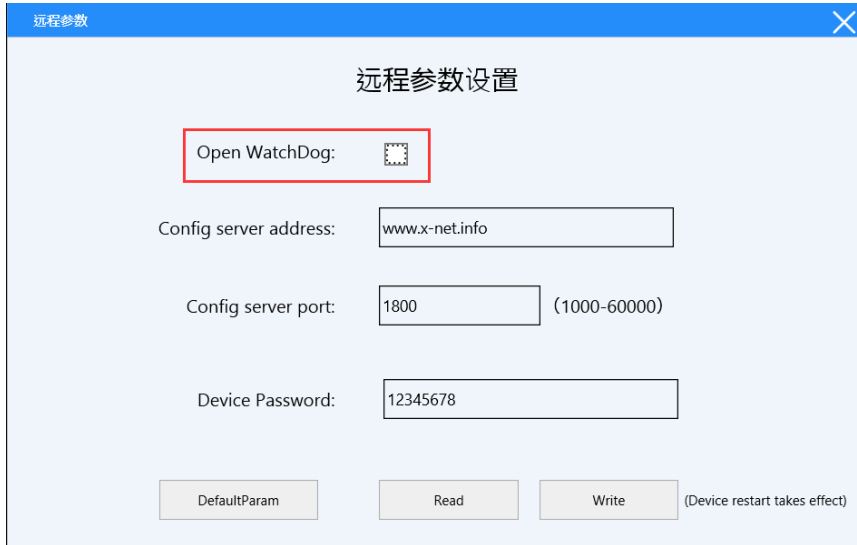 远程参数
远程参数设置
Open WatchDog:
Config server address: www.x-net.info
Config server port: 1800 (1000-60000)
Device Password: 12345678
DefaultParam Read Write (Device restart takes effect)